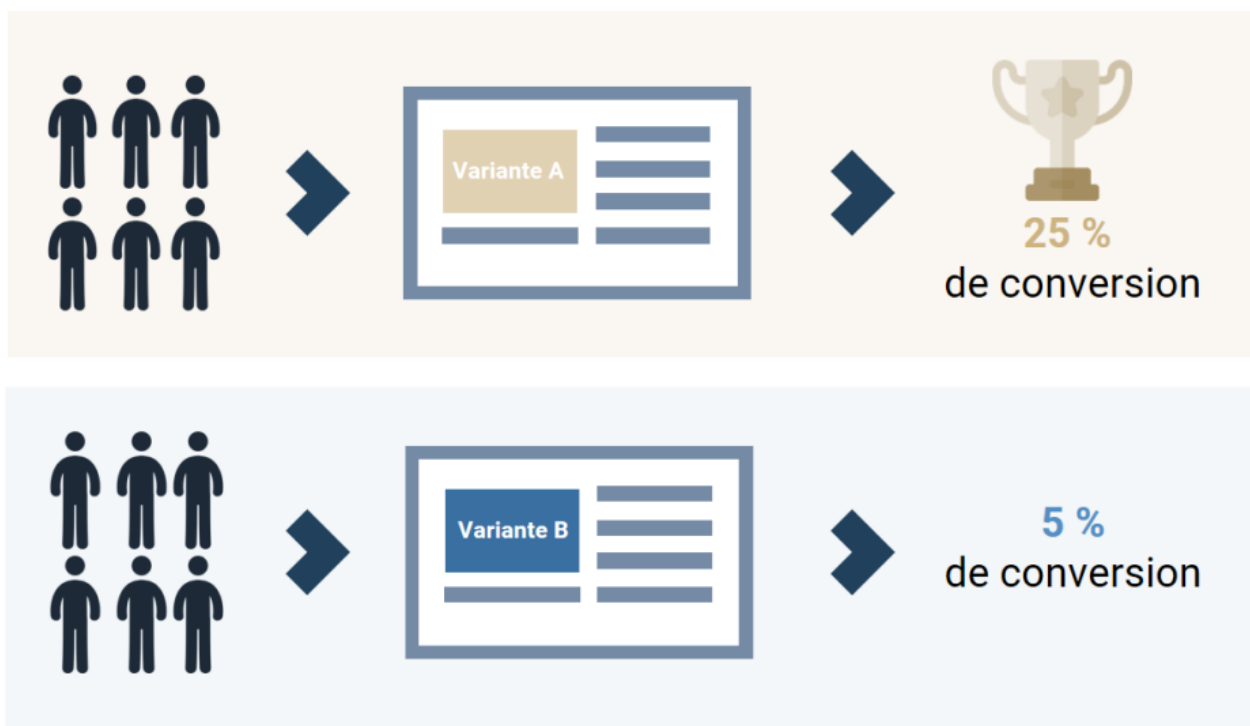 Variante A
25 %
de conversion
Variante B
5 %
de conversion